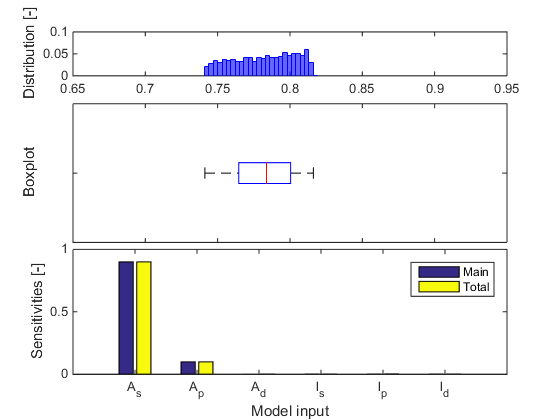 Distribution [-]
0.1
0.05
0
0.65 0.7 0.75 0.8 0.85 0.9 0.95
Boxplot
Sensitivities [-]
1
0.5
0
Main
Total
A_s A_p A_d I_s I_p I_d
Model input